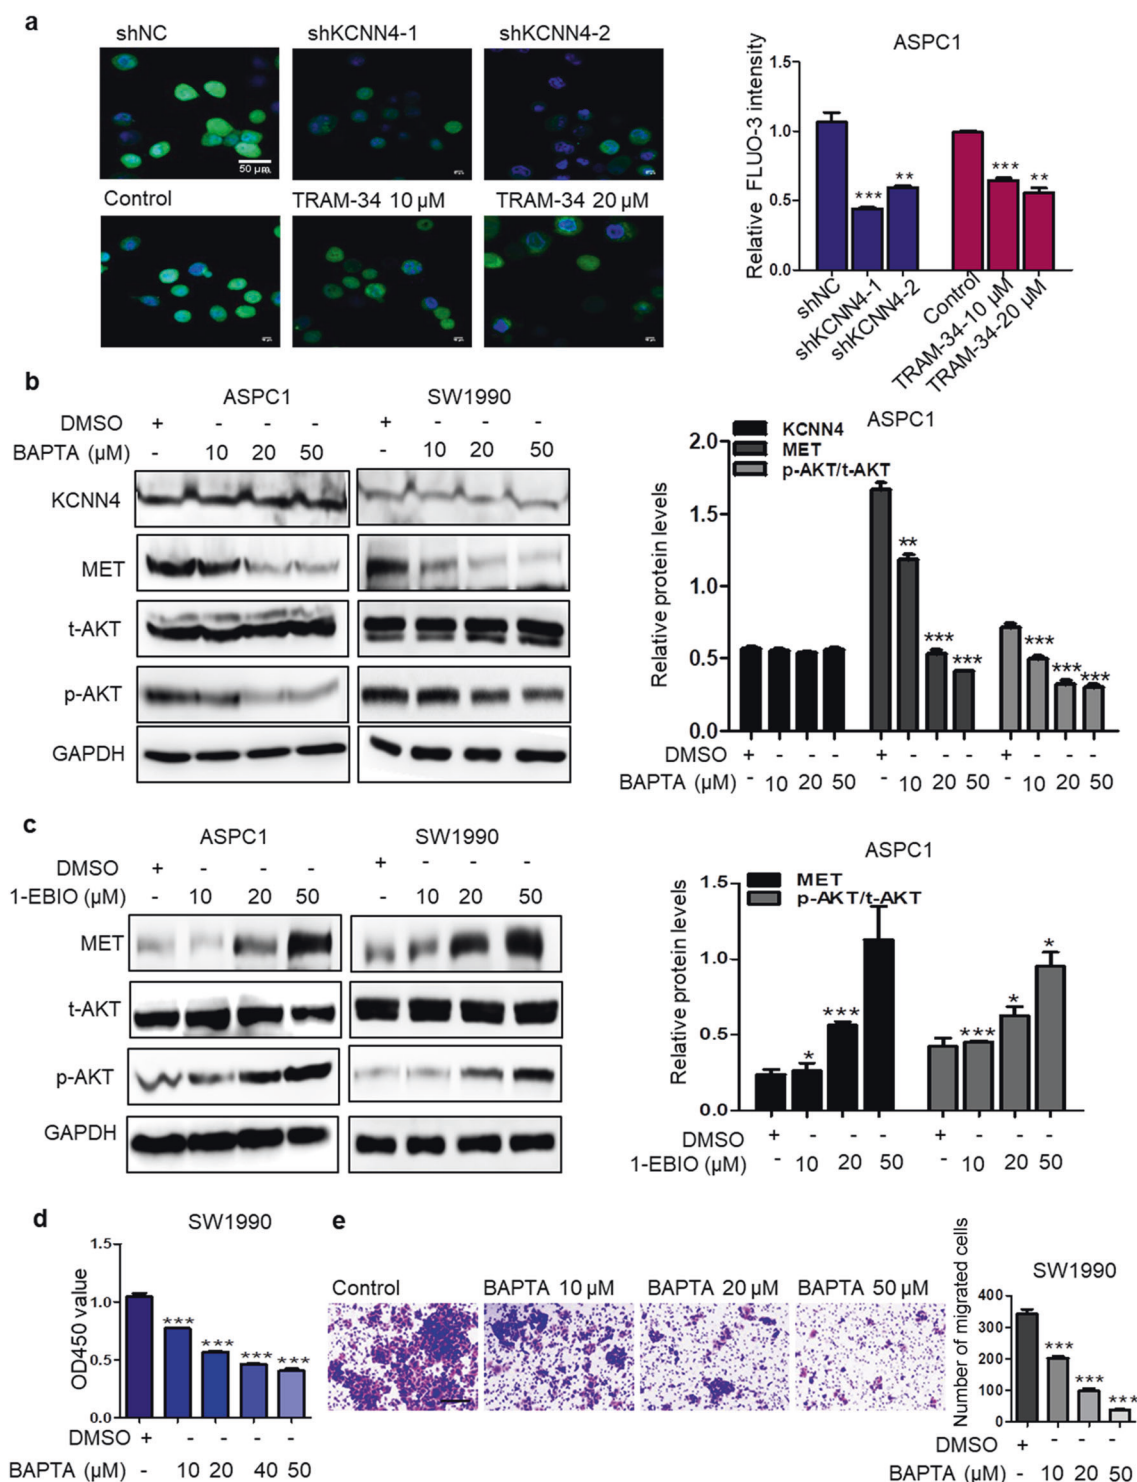 a
shNC shKCNN4-1 shKCNN4-2
50 µm
Control TRAM-34 10 µM TRAM-34 20 µM
ASPC1
Relative FLUO-3 intensity
1.5
1.0
0.5
0.0
*** ** *** **
shNC shKCNN4-1 shKCNN4-2 Control TRAM-34-10 µM TRAM-34-20 µM
b
ASPC1 SW1990
DMSO + - - - + - - -
BAPTA (µM) - 10 20 50 - 10 20 50
KCNN4
MET
t-AKT
p-AKT
GAPDH
ASPC1
KCNN4
MET
p-AKT/t-AKT
Relative protein levels
2.0
1.5
1.0
0.5
0.0
** *** *** *** *** ***
DMSO + - - - + - - - + - - -
BAPTA (µM) - 10 20 50 - 10 20 50 - 10 20 50
c
ASPC1 SW1990
DMSO + - - - + - - -
1-EBIO (µM) - 10 20 50 - 10 20 50
MET
t-AKT
p-AKT
GAPDH
ASPC1
MET
p-AKT/t-AKT
Relative protein levels
1.5
1.0
0.5
0.0
* *** *** * *
DMSO + - - - + - - -
1-EBIO (µM) - 10 20 50 - 10 20 50
d
SW1990
OD450 value
1.5
1.0
0.5
0.0
*** *** *** ***
DMSO + - - - -
BAPTA (µM) - 10 20 40 50
e
Control BAPTA 10 µM BAPTA 20 µM BAPTA 50 µM
SW1990
Number of migrated cells
400
300
200
100
0
*** *** ***
DMSO + - - -
BAPTA (µM) - 10 20 50